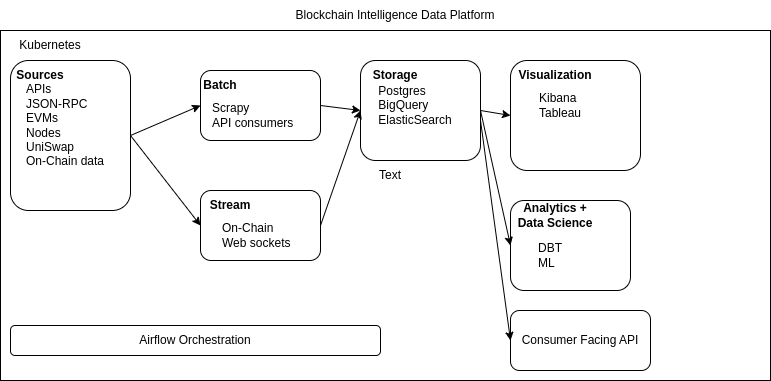 Blockchain Intelligence Data Platform
Kubernetes
Sources
APIs
JSON-RPC
EVMs
Nodes
UniSwap
On-Chain data
Batch
Scrapy
API consumers
Stream
On-Chain
Web sockets
Storage
Postgres
BigQuery
ElasticSearch
Text
Visualization
Kibana
Tableau
Analytics +
Data Science
DBT
ML
Consumer Facing API
Airflow Orchestration